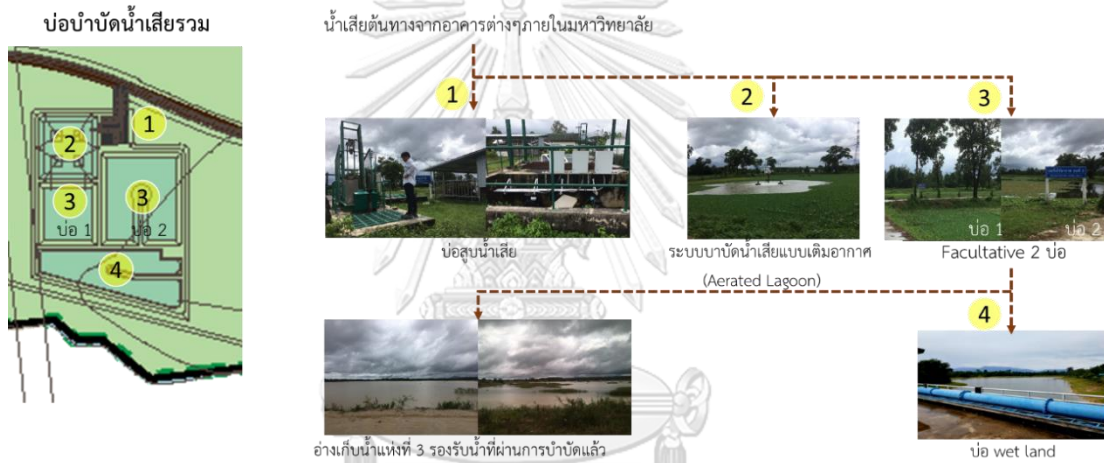 บ่อบำบัดน้ำเสียรวม
น้ำเสียต้นทางจากอาคารต่างๆภายในมหาวิทยาลัย
1
2
3
1
2
3
3
บ่อ 1
บ่อ 2
4
บ่อ 1
บ่อ 2
บ่อสูบน้ำเสีย
ระบบบาบัดน้ำเสียแบบเติมอากาศ
(Aerated Lagoon)
Facultative 2 บ่อ
4
อ่างเก็บน้ำแห่งที่ 3 รองรับน้ำที่ผ่านการบำบัดแล้ว
บ่อ wet land